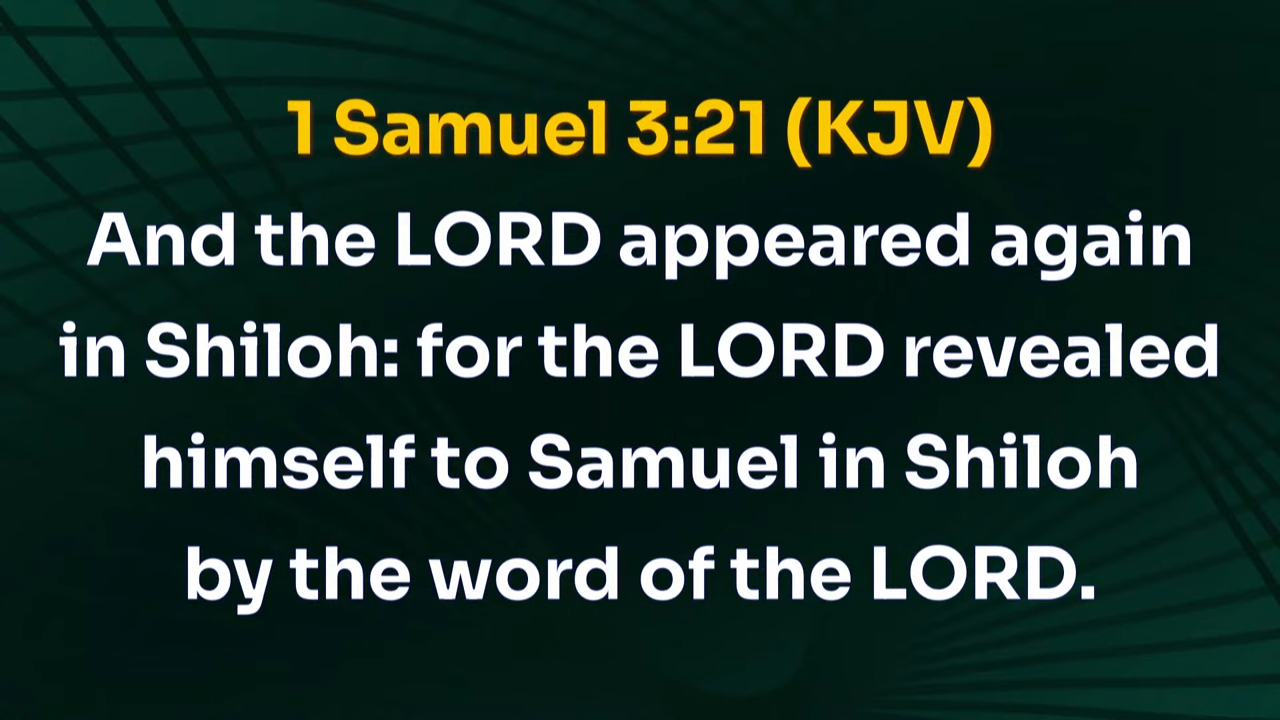 1 Samuel 3:21 (KJV)
And the LORD appeared again
in Shiloh: for the LORD revealed
himself to Samuel in Shiloh
by the word of the LORD.